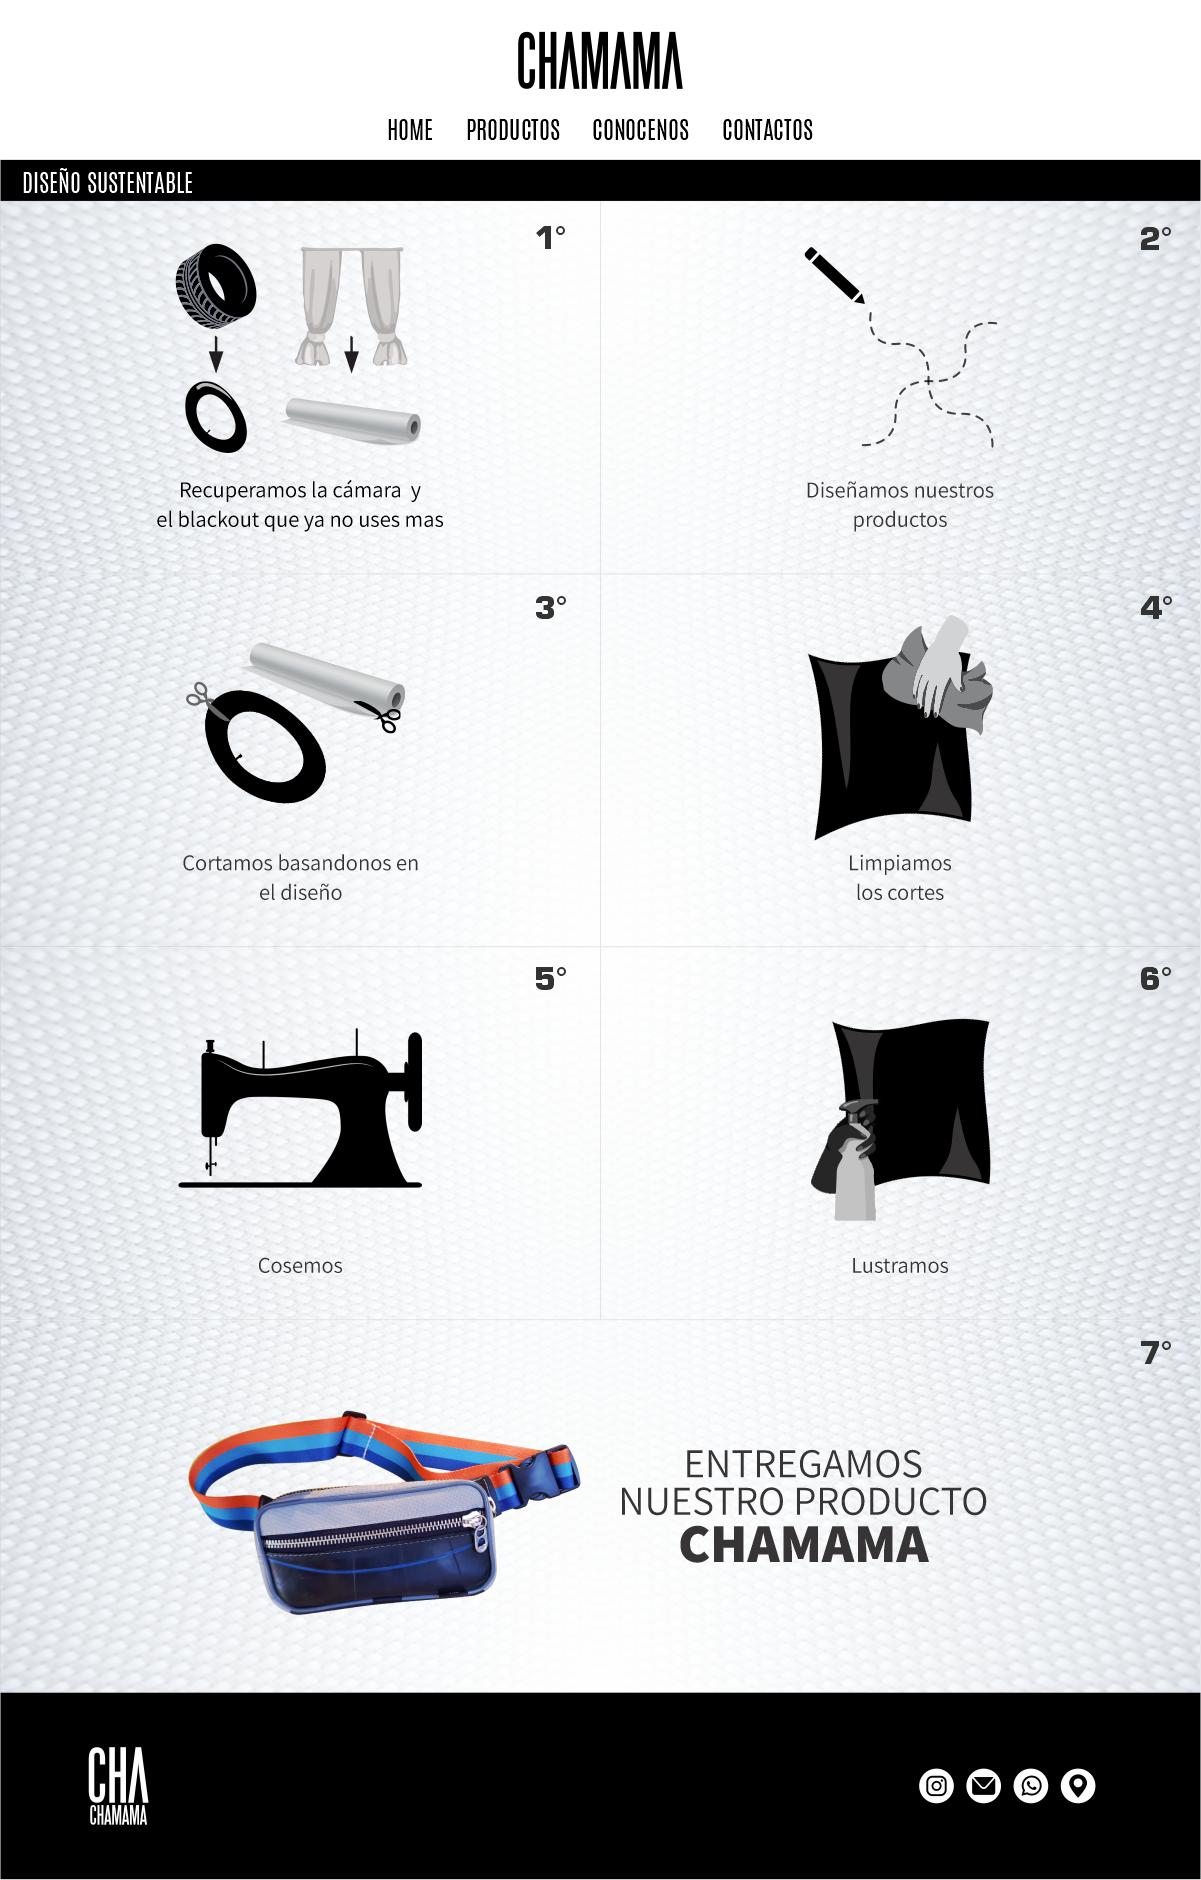 CHAMAMA
HOME PRODUCTOS CONOCENOS CONTACTOS
DISEÑO SUSTENTABLE
1°
Recuperamos la cámara y
el blackout que ya no uses mas
2°
Diseñamos nuestros
productos
3°
Cortamos basandonos en
el diseño
4°
Limpiamos
los cortes
5°
Cosemos
6°
Lustramos
7°
ENTREGAMOS
NUESTRO PRODUCTO
CHAMAMA
CHA
CHAMAMA